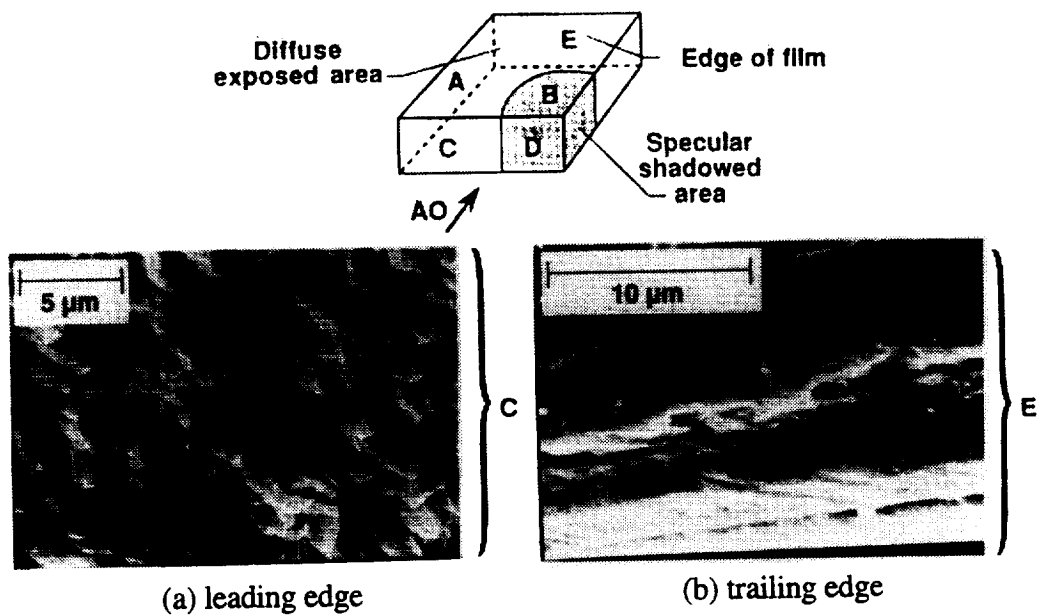 Diffuse
exposed area
A
E
Edge of film
B
C
D
Specular
shadowed
area
AO
5 µm
C
10 µm
E
(a) leading edge
(b) trailing edge